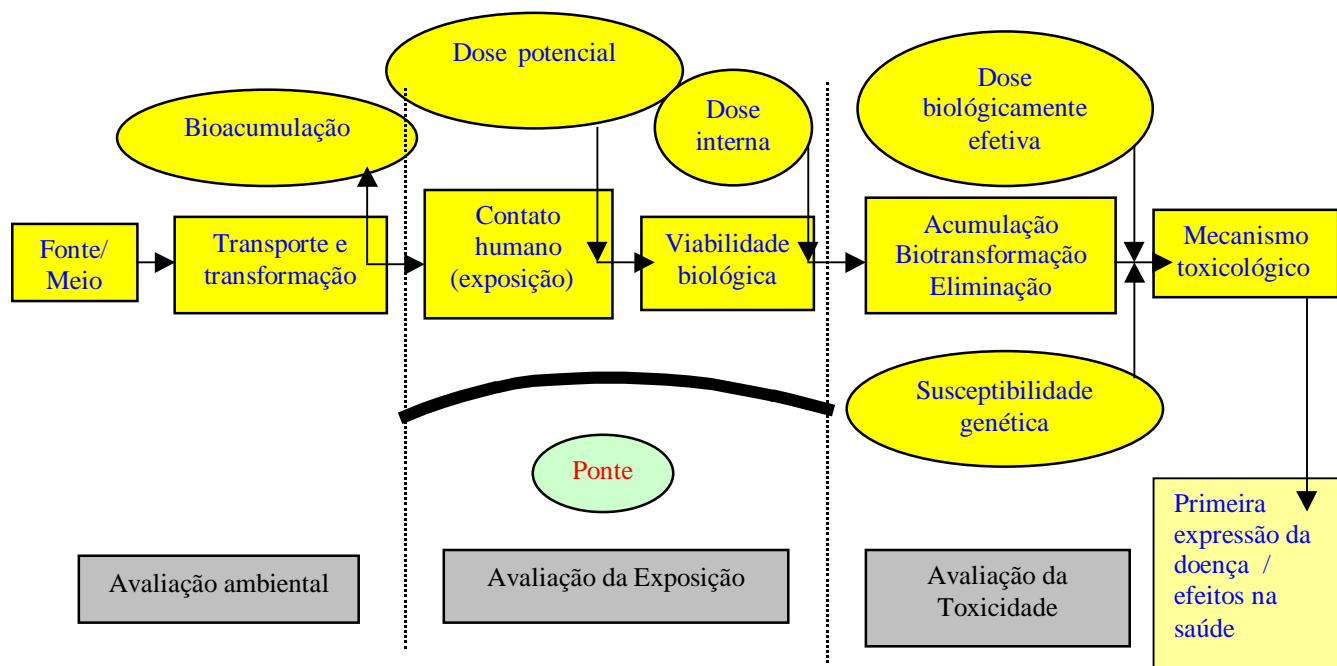 Dose potencial
Bioacumulação
Dose
interna
Dose
biológicamente
efetiva
Fonte/
Meio
Transporte e
transformação
Contato
humano
(exposição)
Viabilidade
biológica
Acumulação
Biotransformação
Eliminação
Mecanismo
toxicológico
Susceptibilidade
genética
Ponte
Avaliação ambiental
Avaliação da Exposição
Avaliação da
Toxicidade
Primeira
expressão da
doença /
efeitos na
saúde